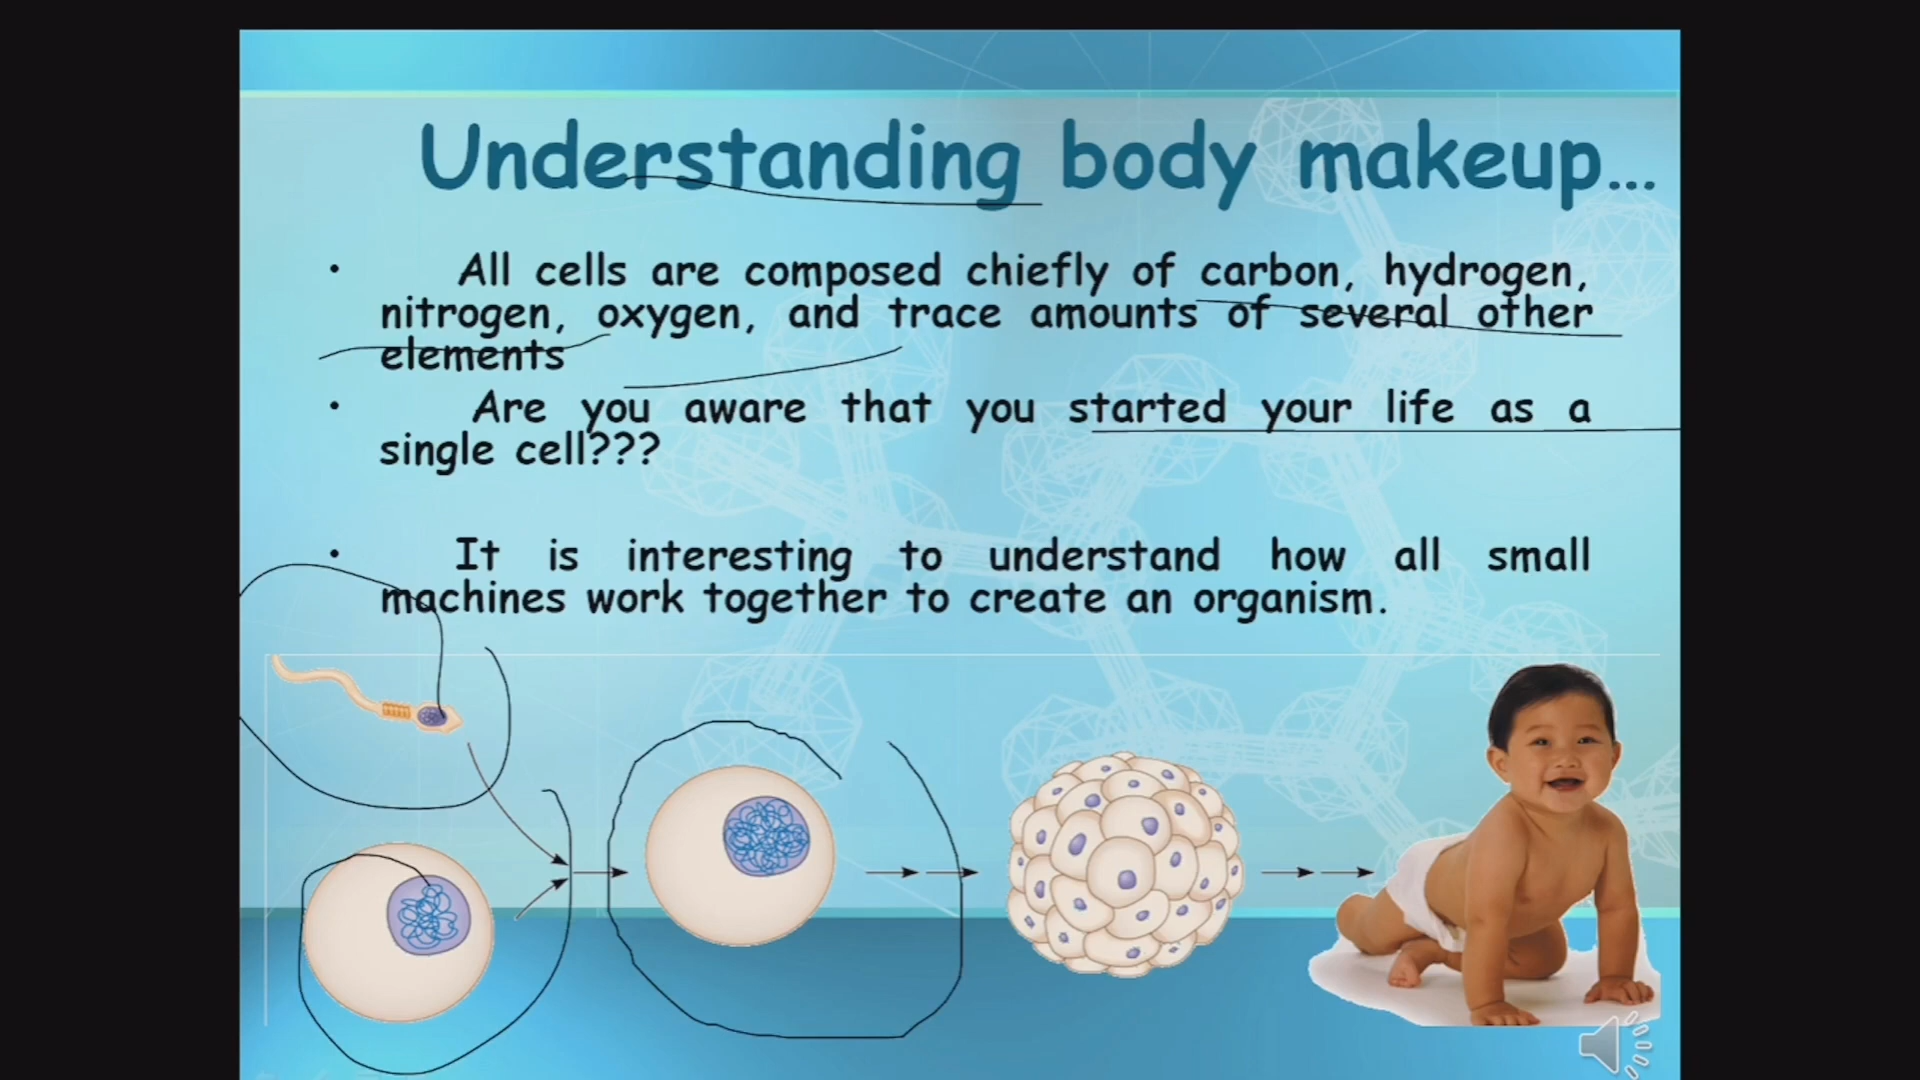 Understanding body makeup...
• All cells are composed chiefly of carbon, hydrogen,
nitrogen, oxygen, and trace amounts of several other
elements
• Are you aware that you started your life as a
single cell???
• It is interesting to understand how all small
machines work together to create an organism.